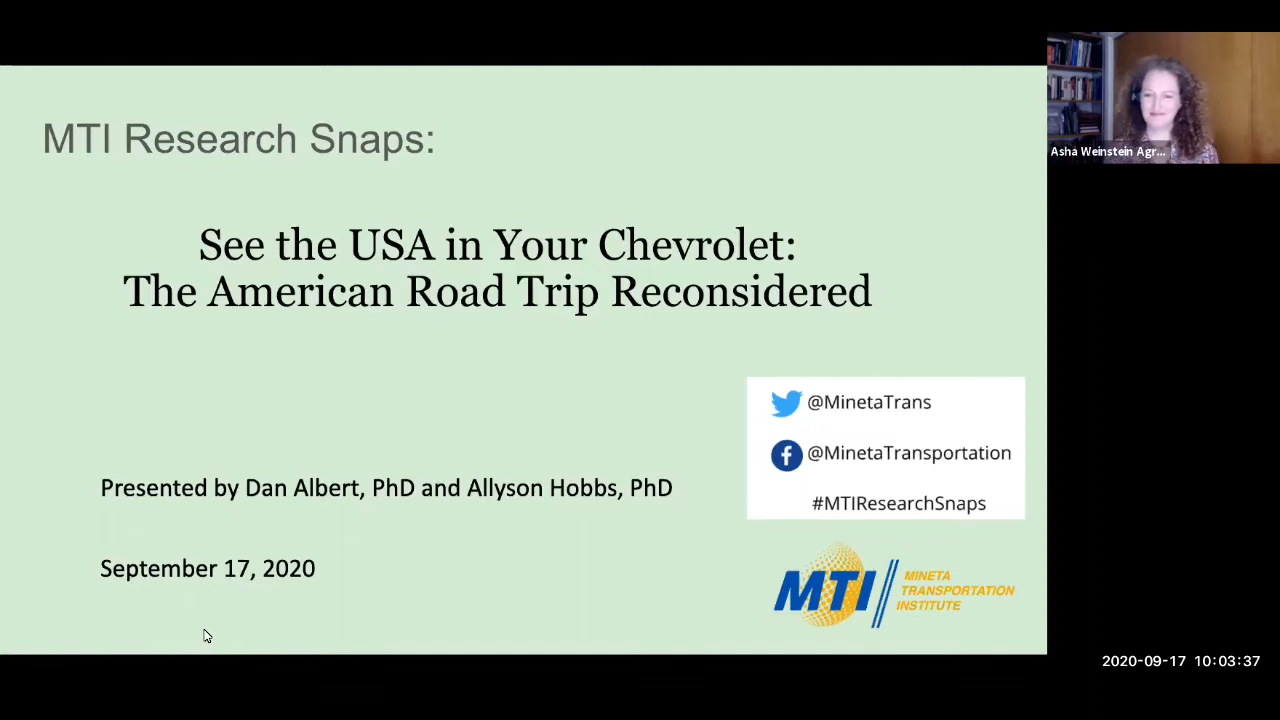 MTI Research Snaps:
See the USA in Your Chevrolet:
The American Road Trip Reconsidered
@MinetaTrans
@MinetaTransportation
#MTIResearchSnaps
Presented by Dan Albert, PhD and Allyson Hobbs, PhD
September 17, 2020
MTI
MINETA
TRANSPORTATION
INSTITUTE
Asha Weinstein Agr...
2020-09-17 10:03:37